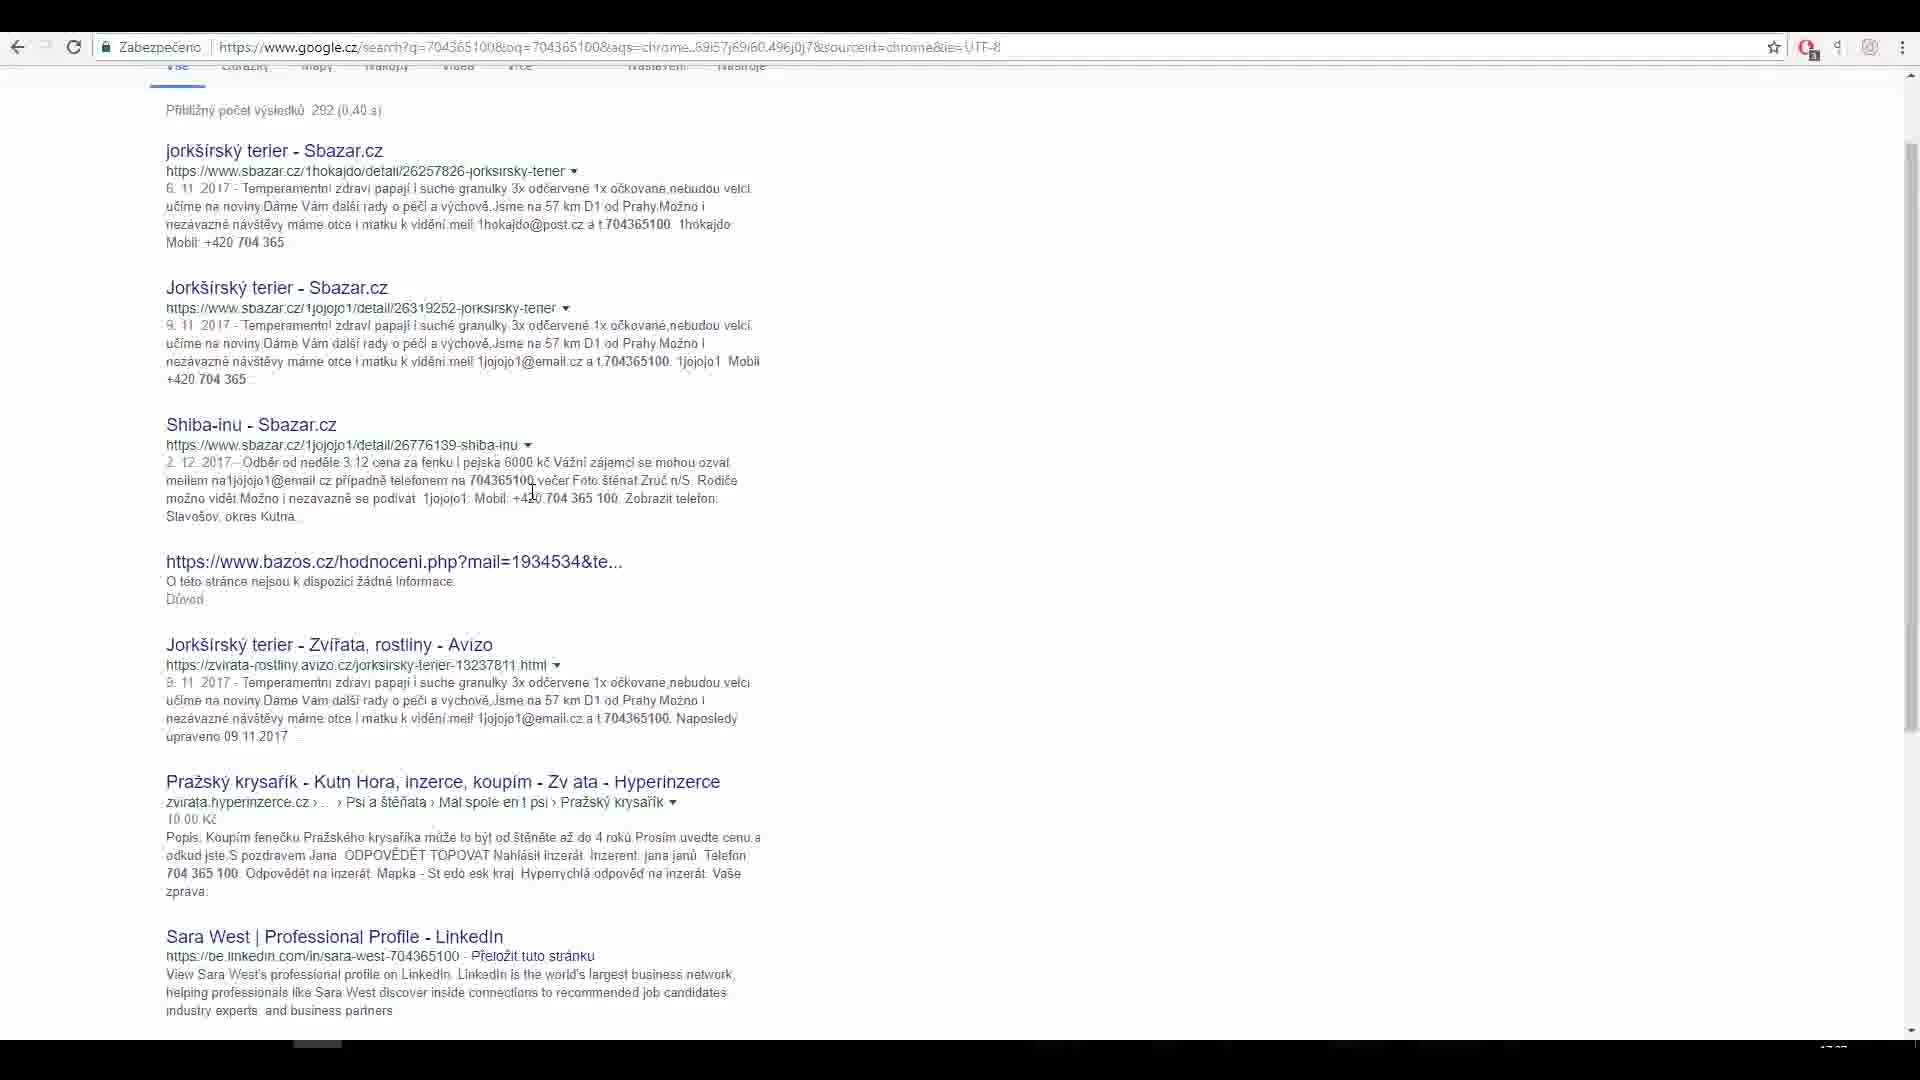 Zabezpečeno https://www.google.cz/search?q=704365100&oq=704365100&aqs=chrome..69i57j69i60.496j0j7&sourceid=chrome&ie=UTF-8
Vše Obrázky Mapy Nákupy Videa Více Nastavení Nástroje
Přibližný počet výsledků: 292 (0,40 s)
jorkšírský terier - Sbazar.cz
https://www.sbazar.cz/1hokajdo/detail/26257826-jorksirsky-terier
6. 11. 2017 - Temperamentní zdraví papají i suché granulky 3x odčervené 1x očkované,nebudou velcí.
učíme na noviny.Dáme Vám další rady o péči a výchově,Jsme na 57 km D1 od Prahy.Možno i
nezávazné návštěvy máme otce i matku k vidění.meil 1hokajdo@post.cz a t.704365100. 1hokajdo
Mobil: +420 704 365
Jorkšírský terier - Sbazar.cz
https://www.sbazar.cz/1jojojo1/detail/26319252-jorksirsky-terier
9. 11. 2017 - Temperamentní zdraví papají i suché granulky 3x odčervené 1x očkované,nebudou velcí.
učíme na noviny.Dáme Vám další rady o péči a výchově,Jsme na 57 km D1 od Prahy.Možno i
nezávazné návštěvy máme otce i matku k vidění.meil 1jojojo1@email.cz a t.704365100. 1jojojo1. Mobil:
+420 704 365
Shiba-inu - Sbazar.cz
https://www.sbazar.cz/1jojojo1/detail/26776139-shiba-inu
2. 12. 2017 - Odběr od neděle 3.12 cena za fenku i pejska 6000 kč Vážní zájemci se mohou ozvat
meilem na1jojojo1@email.cz případně telefonem na 704365100 večer.Foto štěnat Zruč n/S. Rodiče
možno vidět.Možno i nezavazně se podívat. 1jojojo1. Mobil: +420 704 365 100. Zobrazit telefon:
Slavošov, okres Kutná...
https://www.bazos.cz/hodnoceni.php?mail=1934534&te...
O této stránce nejsou k dispozici žádné informace.
Důvod
Jorkšírský terier - Zvířata, rostliny - Avízo
https://zvirata-rostliny.avizo.cz/jorksirsky-terier-13237811.html
9. 11. 2017 - Temperamentní zdraví papají i suché granulky 3x odčervené 1x očkované,nebudou velcí.
učíme na noviny.Dáme Vám další rady o péči a výchově,Jsme na 57 km D1 od Prahy.Možno i
nezávazné návštěvy máme otce i matku k vidění.meil 1jojojo1@email.cz a t.704365100. Naposledy
upraveno 09.11.2017
Pražský krysařík - Kutn Hora, inzerce, koupím - Zv ata - Hyperinzerce
zvirata.hyperinzerce.cz › ... › Psi a štěňata › Mal spole en t psi › Pražský krysařík
10.00 Kč
Popis: Koupím fenečku Pražského krysaříka může to být od štěněte až do 4 roků.Prosím uveďte cenu a
odkud jste.S pozdravem Jana. ODPOVĚDĚT TOPOVAT Nahlásit inzerát. Inzerent: jana janů. Telefon:
704 365 100. Odpovědět na inzerát. Mapka - St edo esk kraj. Hyperrychlá odpověď na inzerát. Vaše
zpráva:
Sara West | Professional Profile - LinkedIn
https://be.linkedin.com/in/sara-west-704365100 - Přeložit tuto stránku
View Sara West's professional profile on LinkedIn. LinkedIn is the world's largest business network,
helping professionals like Sara West discover inside connections to recommended job candidates,
industry experts, and business partners.